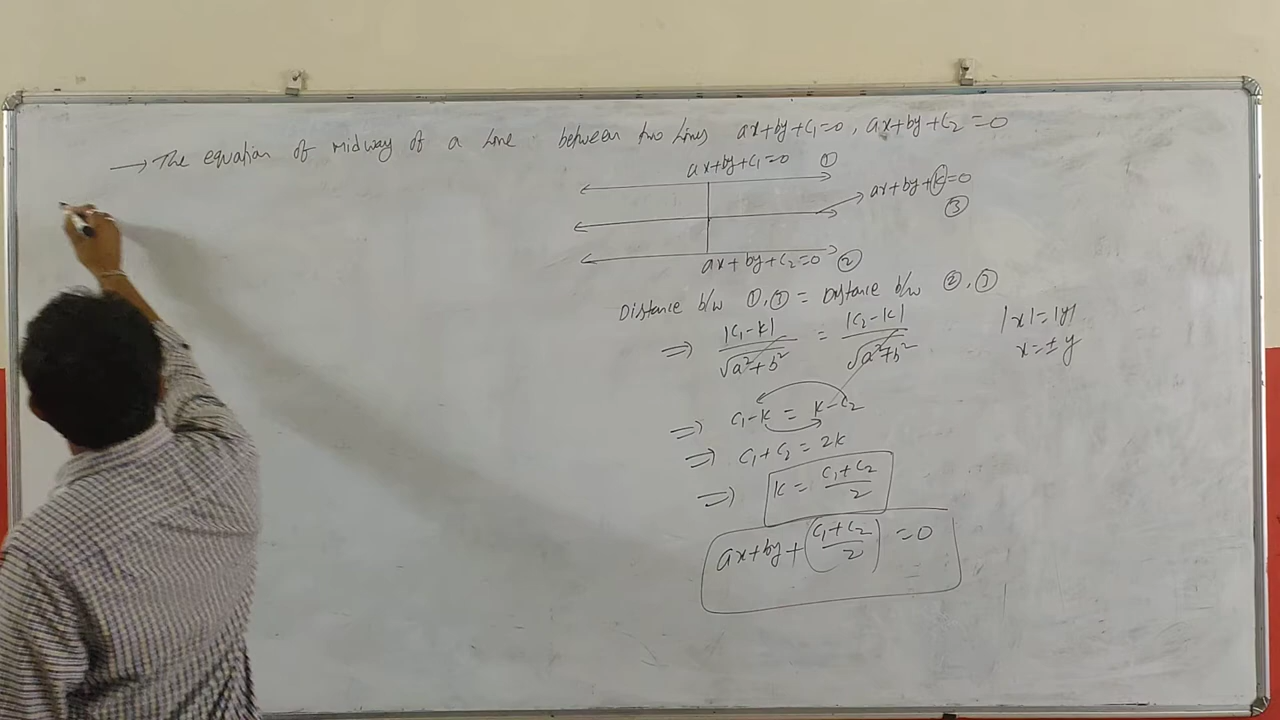 → The equation of midway of a line between two lines ax+by+c₁=0, ax+by+c₂=0
ax+by+c₁=0 ①
ax+by+k=0
③
ax+by+c₂=0 ②
Distance b/w ①,③ = Distance b/w ②,③
⇒ |c₁-k| / √a²+b² = |c₂-k| / √a²+b²
|x|=|y|
x=±y
⇒ c₁-k = k-c₂
⇒ c₁+c₂=2k
⇒ k = c₁+c₂ / 2
ax+by+(c₁+c₂ / 2) =0